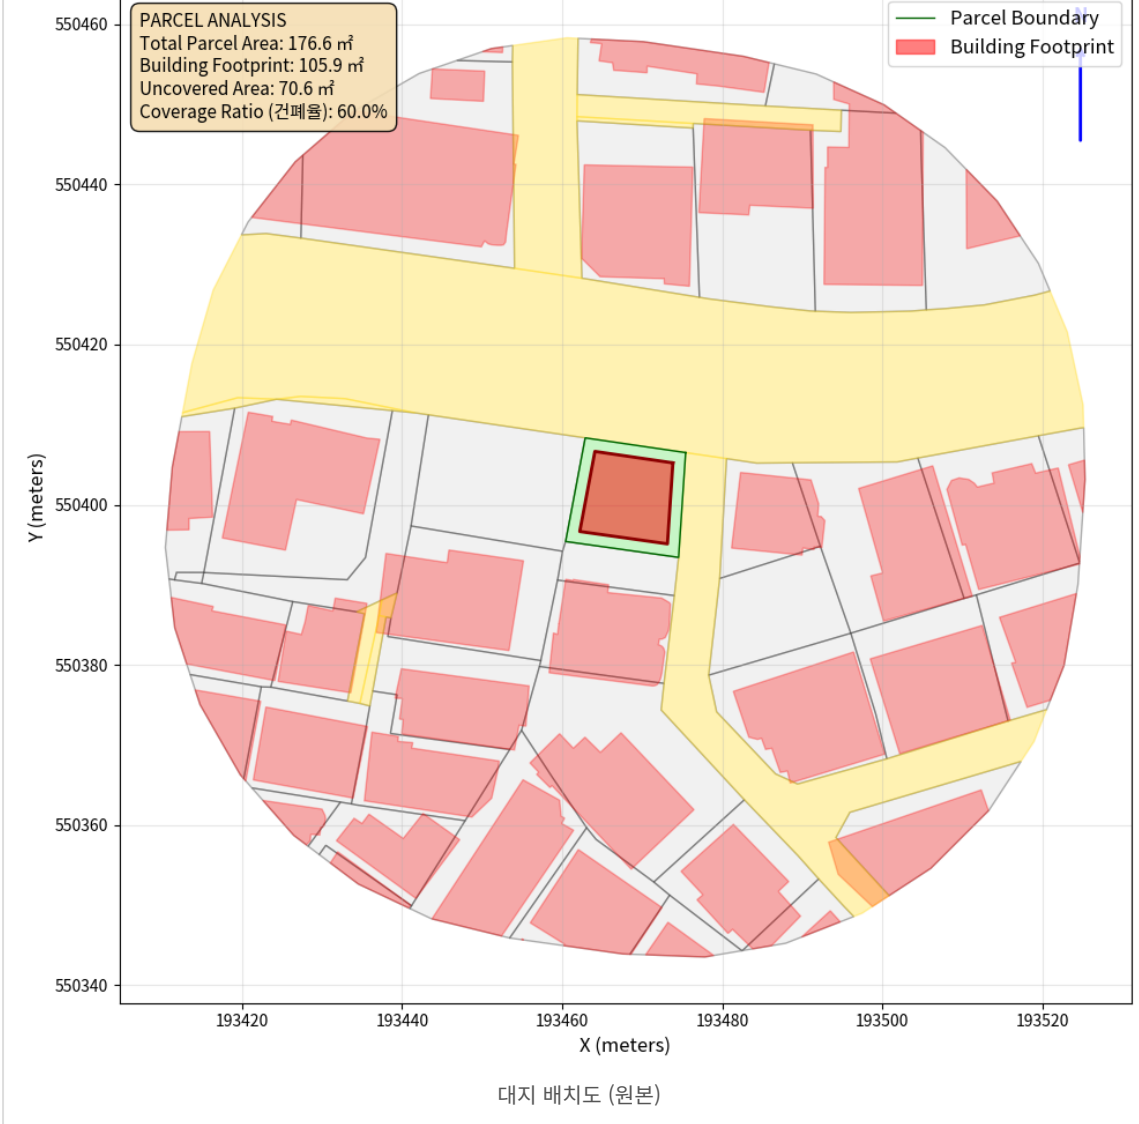 PARCEL ANALYSIS
Total Parcel Area: 176.6 ㎡
Building Footprint: 105.9 ㎡
Uncovered Area: 70.6 ㎡
Coverage Ratio (건폐율): 60.0%
N
Parcel Boundary
Building Footprint
550460
550440
550420
550400
550380
550360
550340
Y (meters)
193420 193440 193460 193480 193500 193520
X (meters)
대지 배치도 (원본)